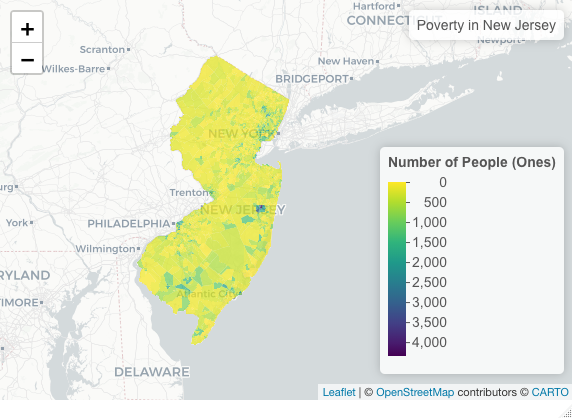 +
−
Hartford
CONNECT
ISLAND
Poverty in New Jersey
Newport
Scranton
New Haven
Wilkes-Barre
BRIDGEPORT
NEW YORK
Number of People (Ones)
0
500
1,000
1,500
2,000
2,500
3,000
3,500
4,000
urg
Trenton
NEW JERSEY
York
PHILADELPHIA
Wilmington
RYLAND
TIMORE
Atlantic City
DELAWARE
Leaflet | © OpenStreetMap contributors © CARTO